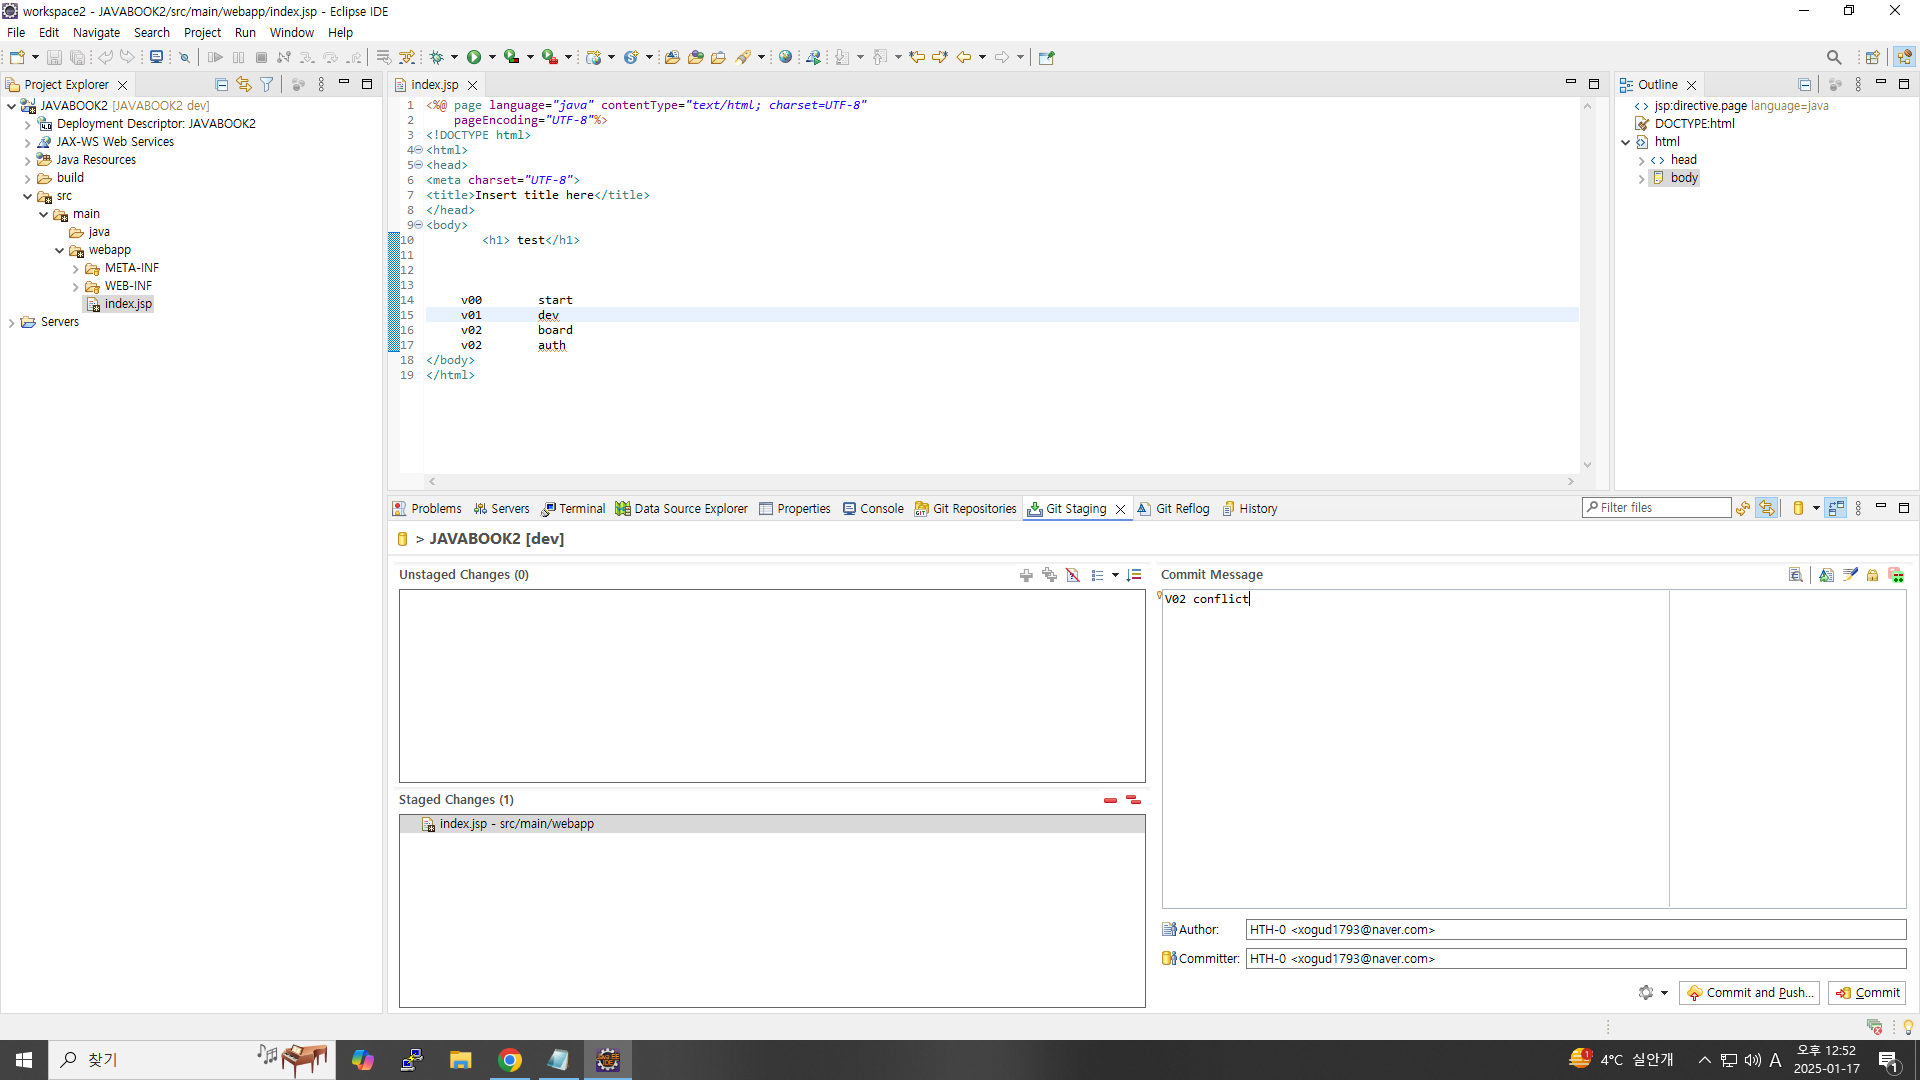 workspace2 - JAVABOOK2/src/main/webapp/index.jsp - Eclipse IDE
File Edit Navigate Search Project Run Window Help
Project Explorer
JAVABOOK2 [JAVABOOK2 dev]
Deployment Descriptor: JAVABOOK2
JAX-WS Web Services
Java Resources
build
src
main
java
webapp
META-INF
WEB-INF
index.jsp
Servers
index.jsp
1 <%@ page language="java" contentType="text/html; charset=UTF-8"
2 pageEncoding="UTF-8"%>
3 <!DOCTYPE html>
4 <html>
5 <head>
6 <meta charset="UTF-8">
7 <title>Insert title here</title>
8 </head>
9 <body>
10 <h1> test</h1>
11
12
13
14 v00 start
15 v01 dev
16 v02 board
17 v02 auth
18 </body>
19 </html>
Outline
jsp:directive.page language=java
DOCTYPE:html
html
head
body
Problems Servers Terminal Data Source Explorer Properties Console Git Repositories Git Staging Git Reflog History
Filter files
> JAVABOOK2 [dev]
Unstaged Changes (0)
Staged Changes (1)
index.jsp - src/main/webapp
Commit Message
V02 conflict
Author: HTH-0 <xogud1793@naver.com>
Committer: HTH-0 <xogud1793@naver.com>
Commit and Push... Commit
찾기
4°C 실안개
A
오후 12:52
2025-01-17